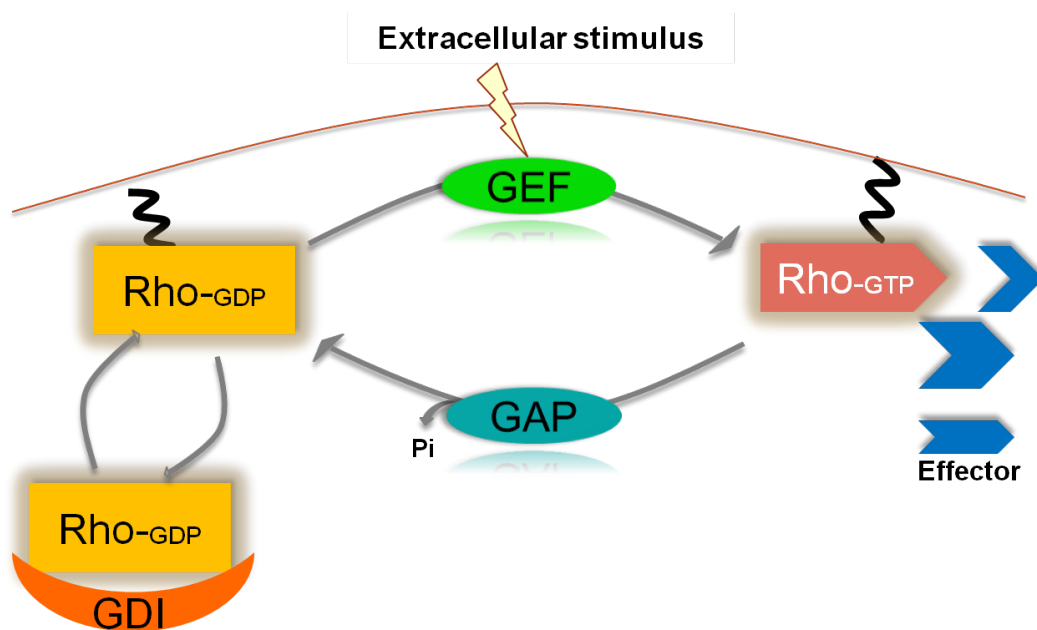 Extracellular stimulus
GEF
Rho-GDP
Rho-GTP
GAP
Pi
Effector
Rho-GDP
GDI